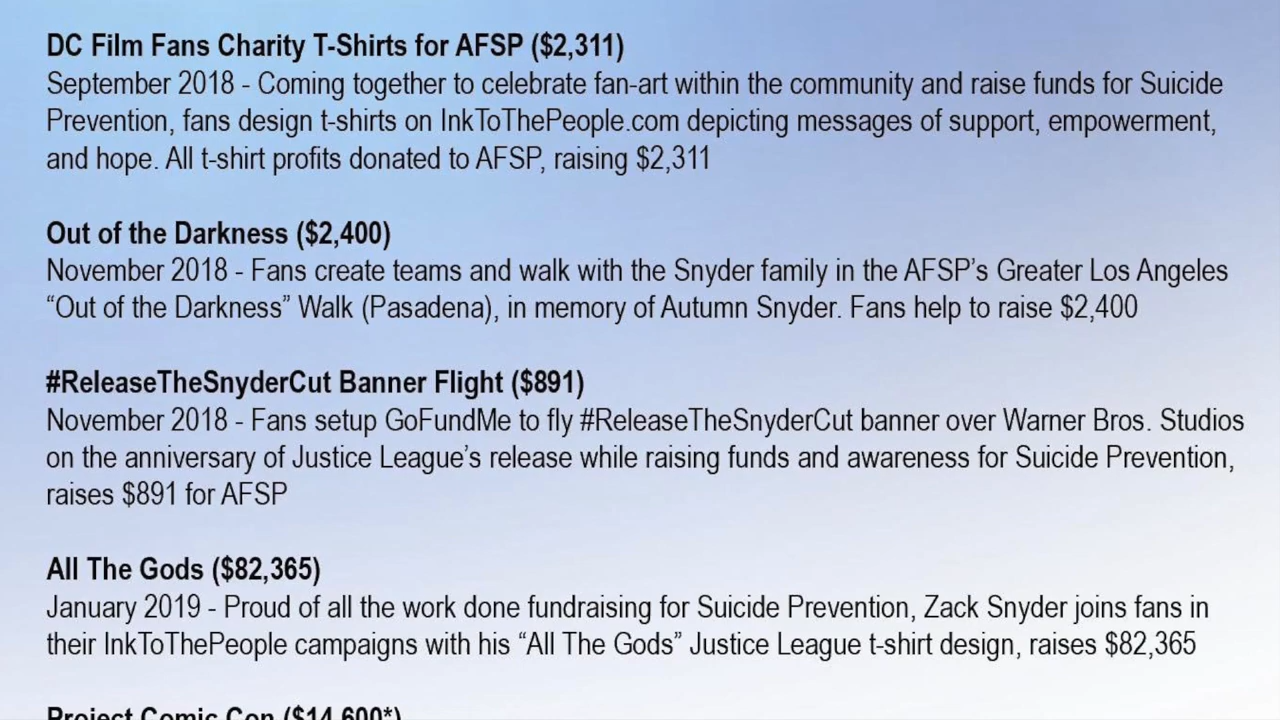 DC Film Fans Charity T-Shirts for AFSP ($2,311)
September 2018 - Coming together to celebrate fan-art within the community and raise funds for Suicide
Prevention, fans design t-shirts on InkToThePeople.com depicting messages of support, empowerment,
and hope. All t-shirt profits donated to AFSP, raising $2,311
Out of the Darkness ($2,400)
November 2018 - Fans create teams and walk with the Snyder family in the AFSP’s Greater Los Angeles
“Out of the Darkness” Walk (Pasadena), in memory of Autumn Snyder. Fans help to raise $2,400
#ReleaseTheSnyderCut Banner Flight ($891)
November 2018 - Fans setup GoFundMe to fly #ReleaseTheSnyderCut banner over Warner Bros. Studios
on the anniversary of Justice League’s release while raising funds and awareness for Suicide Prevention,
raises $891 for AFSP
All The Gods ($82,365)
January 2019 - Proud of all the work done fundraising for Suicide Prevention, Zack Snyder joins fans in
their InkToThePeople campaigns with his “All The Gods” Justice League t-shirt design, raises $82,365
Project Comic Con ($14,600*)